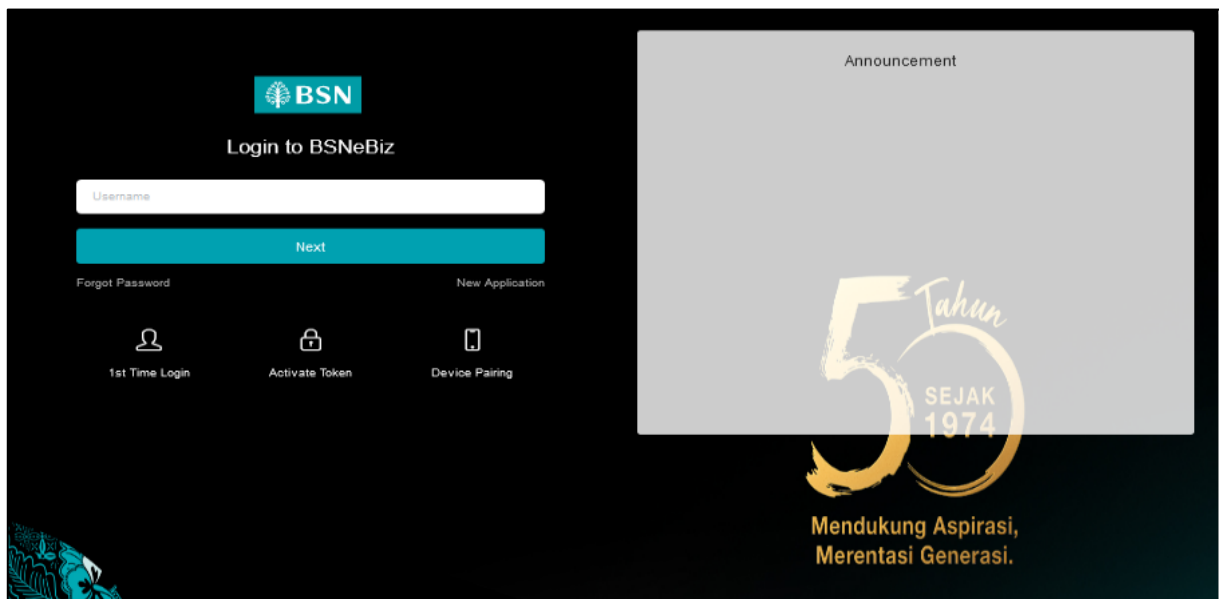 BSN
Login to BSNeBiz
Username
Next
Forgot Password
New Application
1st Time Login
Activate Token
Device Pairing
Announcement
50 Tahun
SEJAK
1974
Mendukung Aspirasi,
Merentasi Generasi.